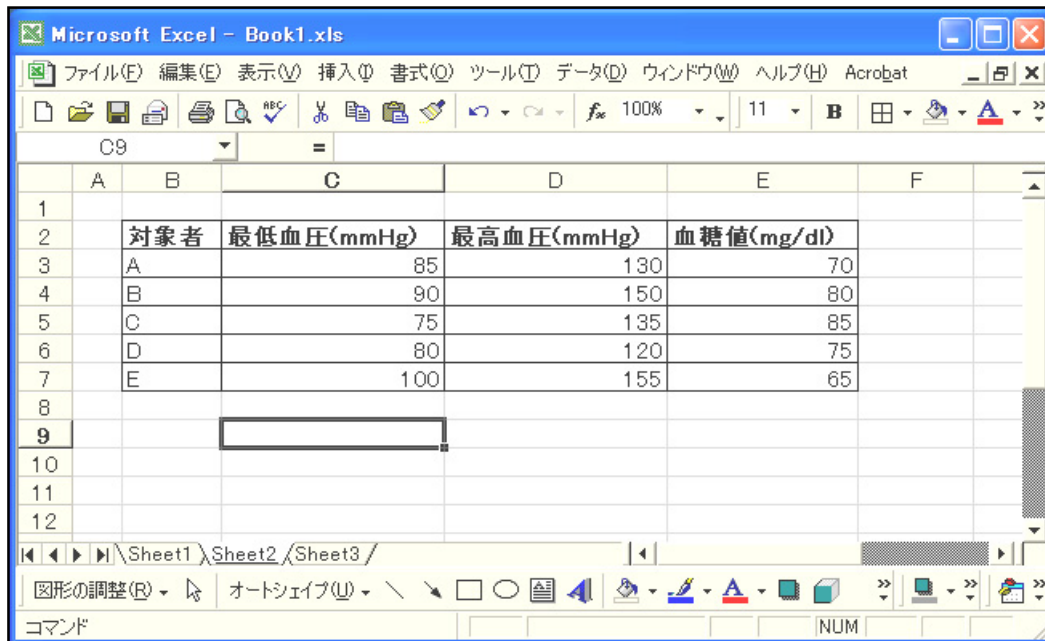 Microsoft Excel - Book1.xls
ファイル(F) 編集(E) 表示(V) 挿入(I) 書式(O) ツール(T) データ(D) ウィンドウ(W) ヘルプ(H) Acrobat
ABC fx 100% 11 B A
C9 =
A B C D E F
1
2 対象者 最低血圧(mmHg) 最高血圧(mmHg) 血糖値(mg/dl)
3 A 85 130 70
4 B 90 150 80
5 C 75 135 85
6 D 80 120 75
7 E 100 155 65
8
9
10
11
12
Sheet1 Sheet2 Sheet3
図形の調整(R) オートシェイプ(U) A A
コマンド NUM